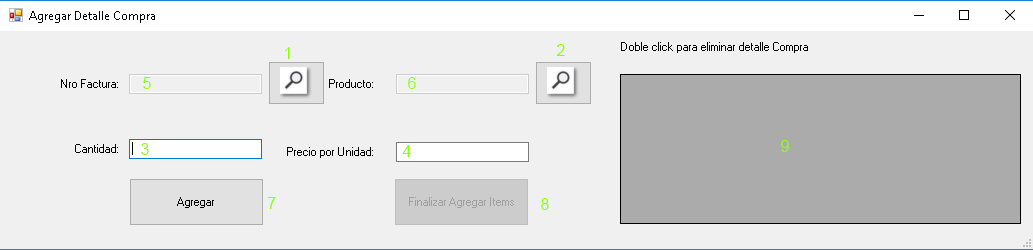 Agregar Detalle Compra
Doble click para eliminar detalle Compra
1
2
Nro Factura: 5
Producto: 6
Cantidad: 3
Precio por Unidad: 4
9
Agregar 7
Finalizar Agregar Items 8